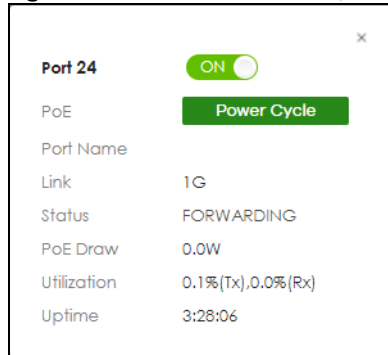 ×
Port 24 ON
PoE Power Cycle
Port Name
Link 1G
Status FORWARDING
PoE Draw 0.0W
Utilization 0.1%(Tx),0.0%(Rx)
Uptime 3:28:06